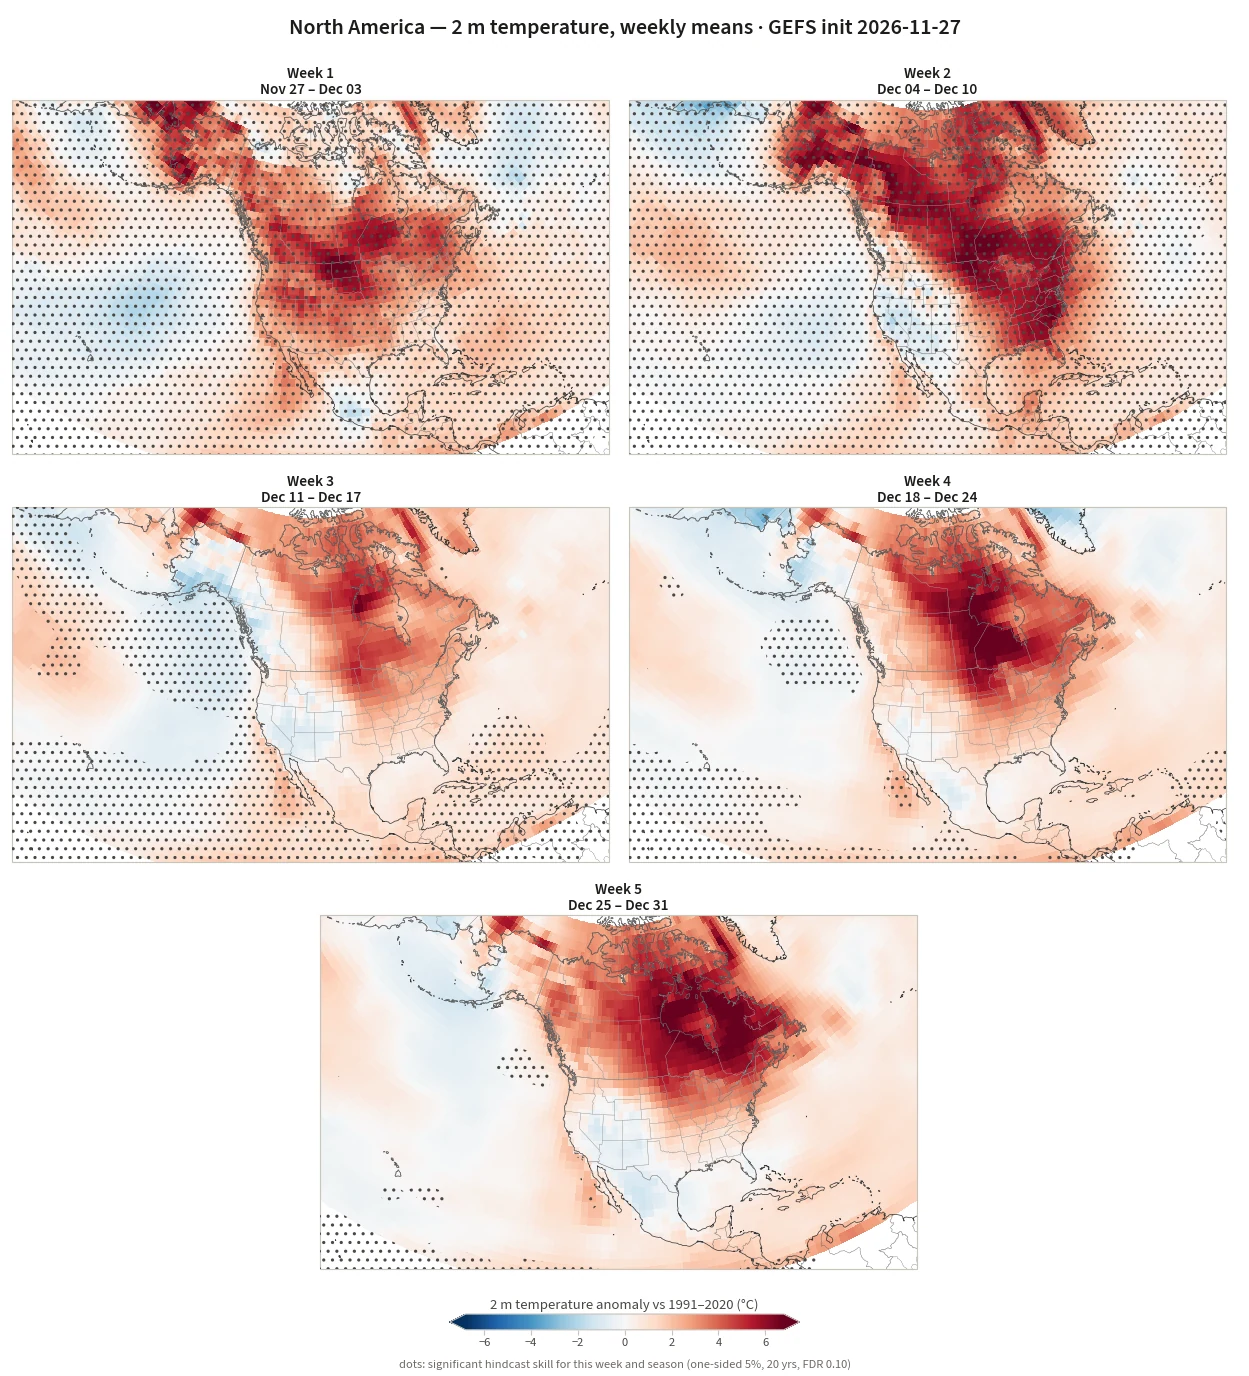 North America — 2 m temperature, weekly means · GEFS init 2026-11-27
Week 1
Nov 27 – Dec 03
Week 2
Dec 04 – Dec 10
Week 3
Dec 11 – Dec 17
Week 4
Dec 18 – Dec 24
Week 5
Dec 25 – Dec 31
2 m temperature anomaly vs 1991–2020 (°C)
−6 −4 −2 0 2 4 6
dots: significant hindcast skill for this week and season (one-sided 5%, 20 yrs, FDR 0.10)